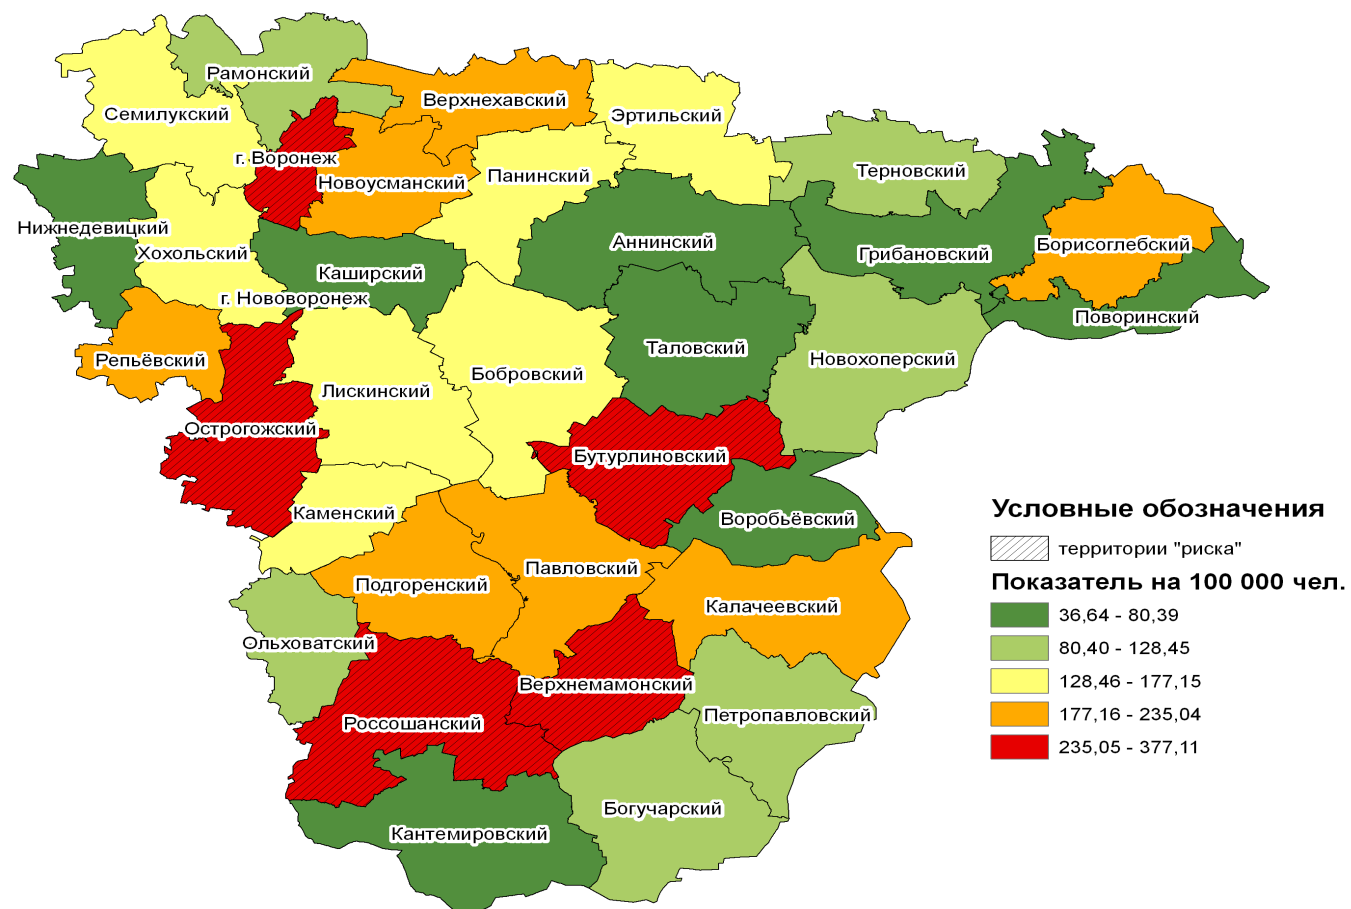 Рамонский
Верхнехавский
Семилукский
Эртильский
г. Воронеж
Новоусманский
Панинский
Терновский
Нижнедевицкий
Хохольский
Каширский
Аннинский
Грибановский
Борисоглебский
г. Нововоронеж
Поворинский
Репьёвский
Таловский
Новохоперский
Лискинский
Бобровский
Острогожский
Бутурлиновский
Каменский
Воробьёвский
Подгоренский
Павловский
Калачеевский
Ольховатский
Верхнемамонский
Россошанский
Петропавловский
Богучарский
Кантемировский
Условные обозначения
территории "риска"
Показатель на 100 000 чел.
36,64 - 80,39
80,40 - 128,45
128,46 - 177,15
177,16 - 235,04
235,05 - 377,11